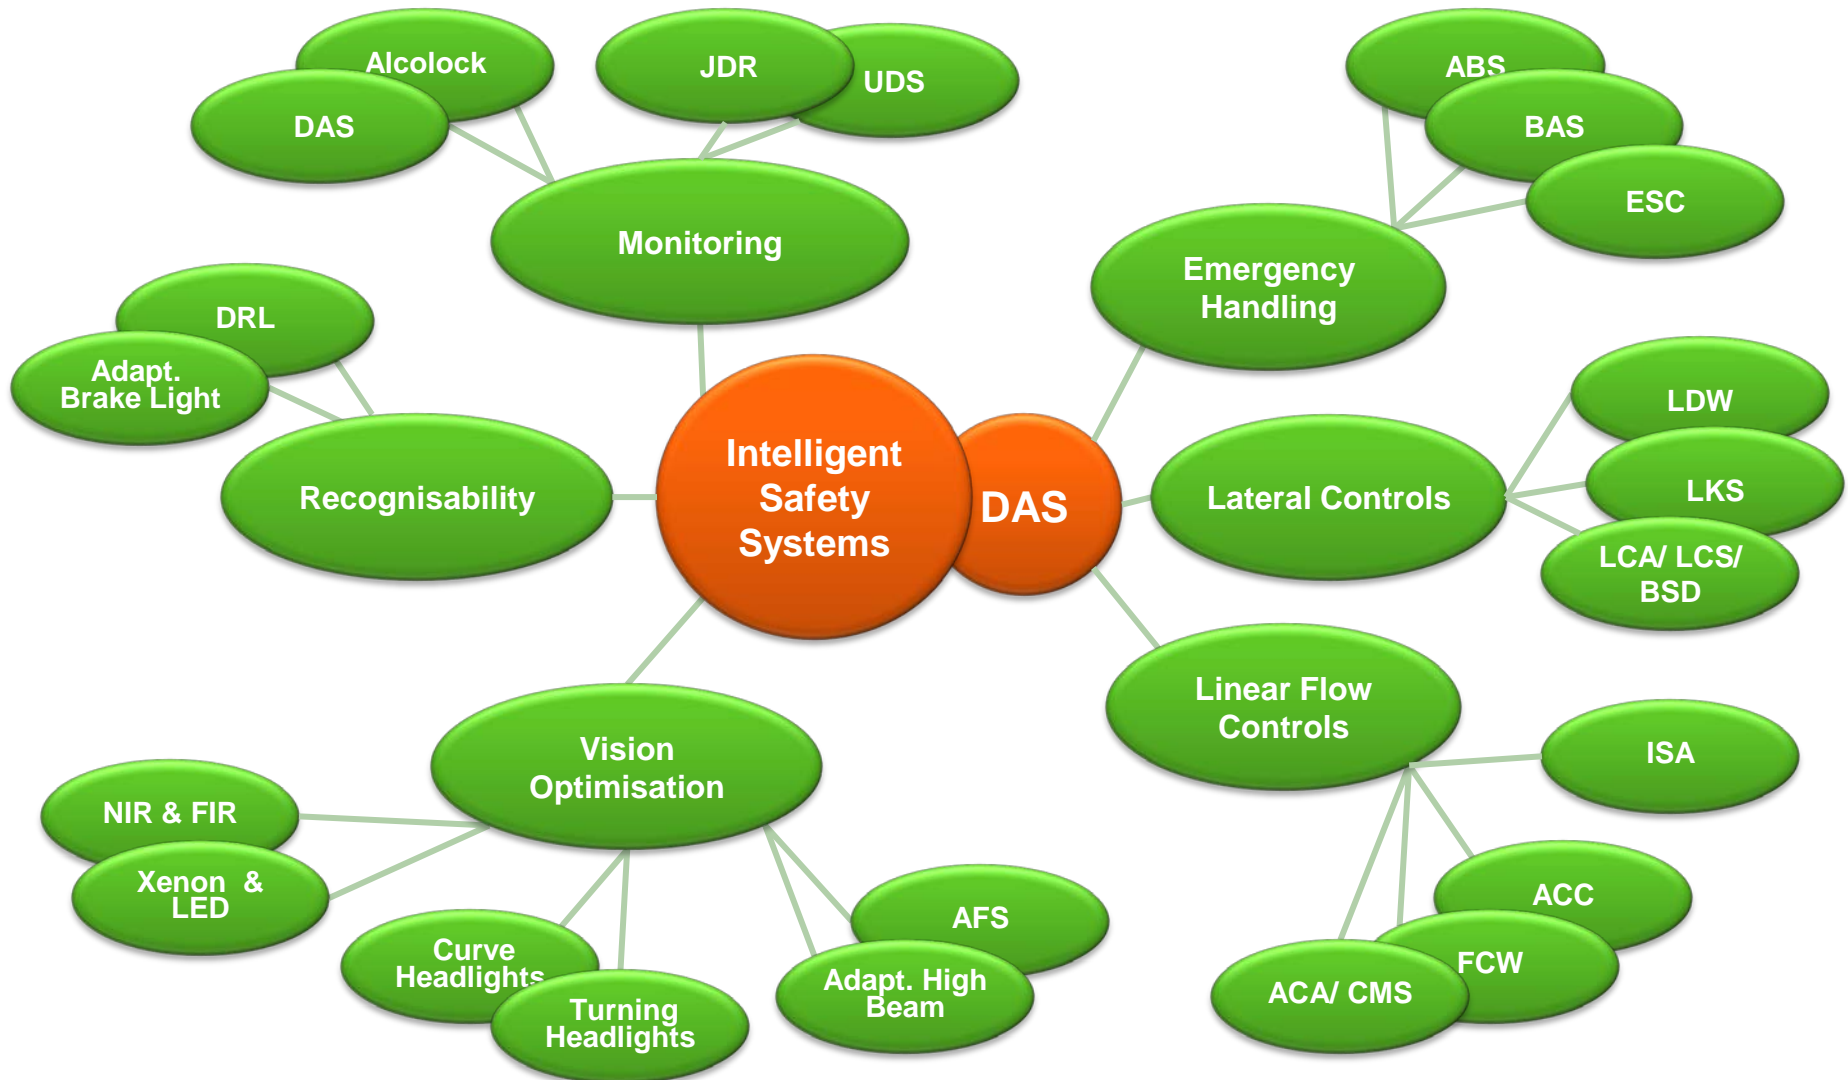 Alcolock
DAS
JDR
UDS
Monitoring
ABS
BAS
ESC
Emergency
Handling
DRL
Adapt.
Brake Light
Recognisability
Intelligent
Safety
Systems
DAS
Lateral Controls
LDW
LKS
LCA/ LCS/
BSD
Linear Flow
Controls
ISA
ACC
FCW
ACA/ CMS
Vision
Optimisation
NIR & FIR
Xenon &
LED
Curve
Headlights
Turning
Headlights
AFS
Adapt. High
Beam